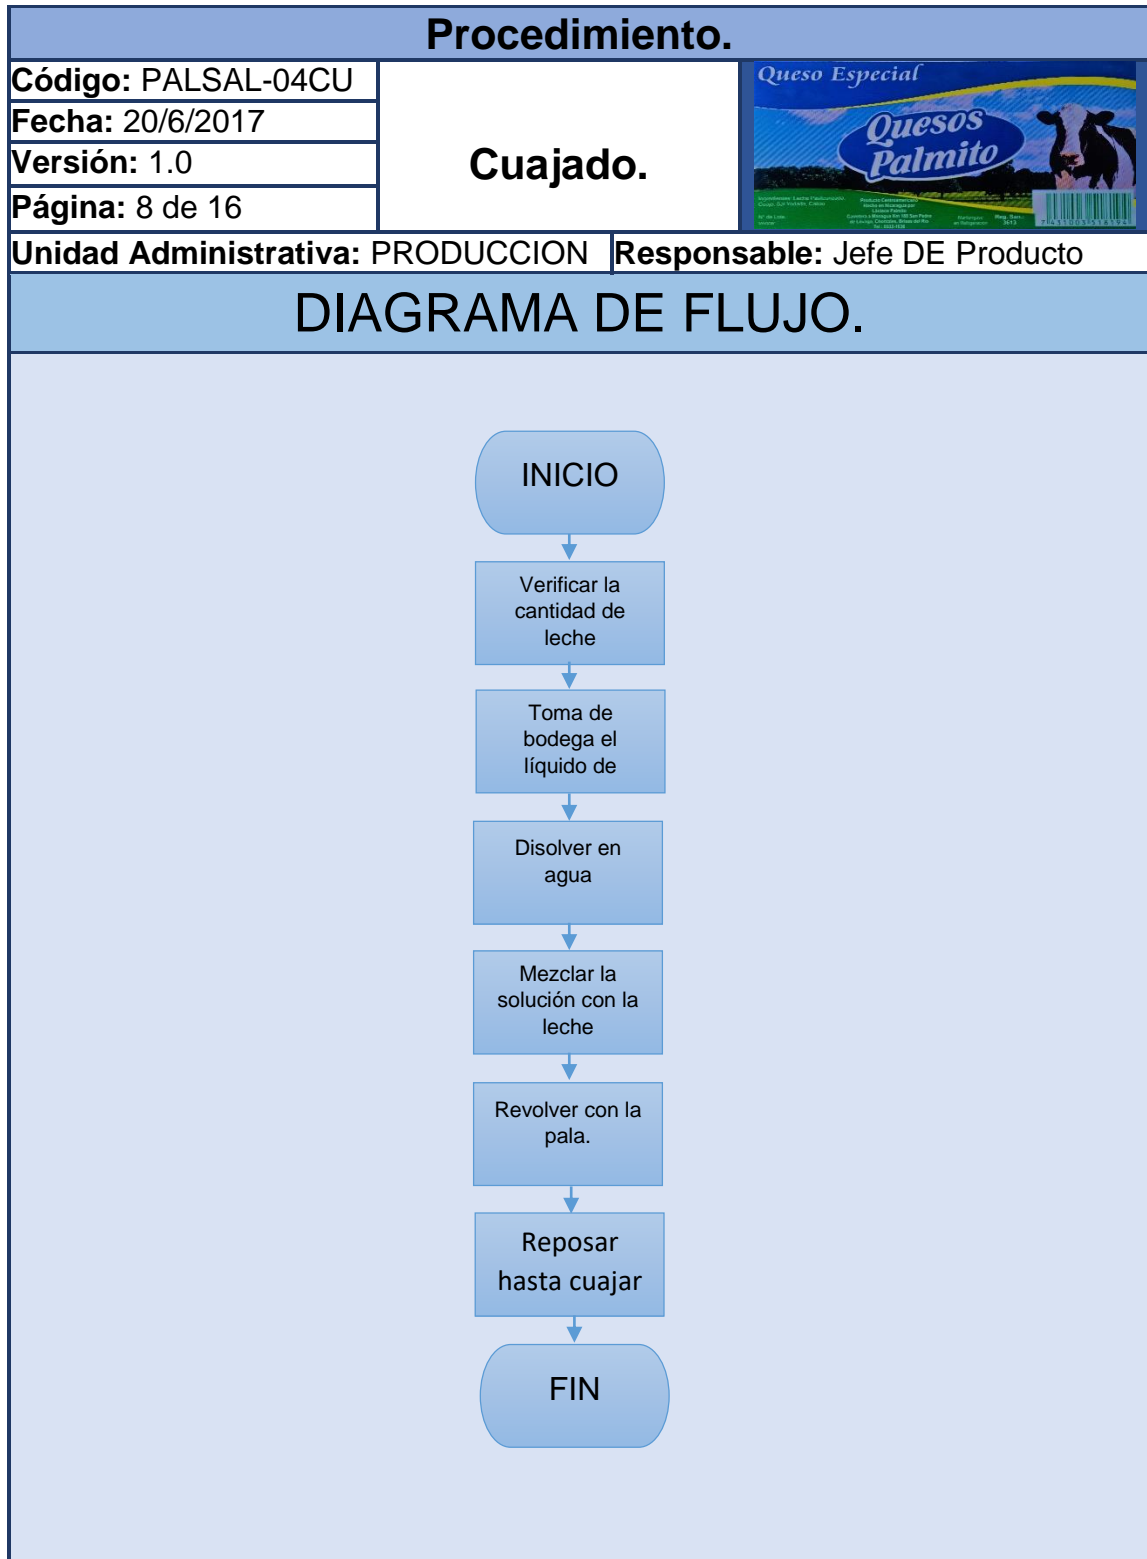 Procedimiento.
Código: PALSAL-04CU
Fecha: 20/6/2017
Versión: 1.0
Página: 8 de 16
Cuajado.
Queso Especial
Quesos
Palmito
Unidad Administrativa: PRODUCCION
Responsable: Jefe DE Producto
DIAGRAMA DE FLUJO.
INICIO
Verificar la
cantidad de
leche
Toma de
bodega el
líquido de
Disolver en
agua
Mezclar la
solución con la
leche
Revolver con la
pala.
Reposar
hasta cuajar
FIN